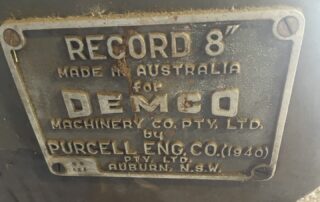 RECORD 8"
MADE IN AUSTRALIA
for
DEMCO
MACHINERY CO. PTY. LTD.
by
PURCELL ENG. CO. (1940)
PTY. LTD.
AUBURN, N.S.W.